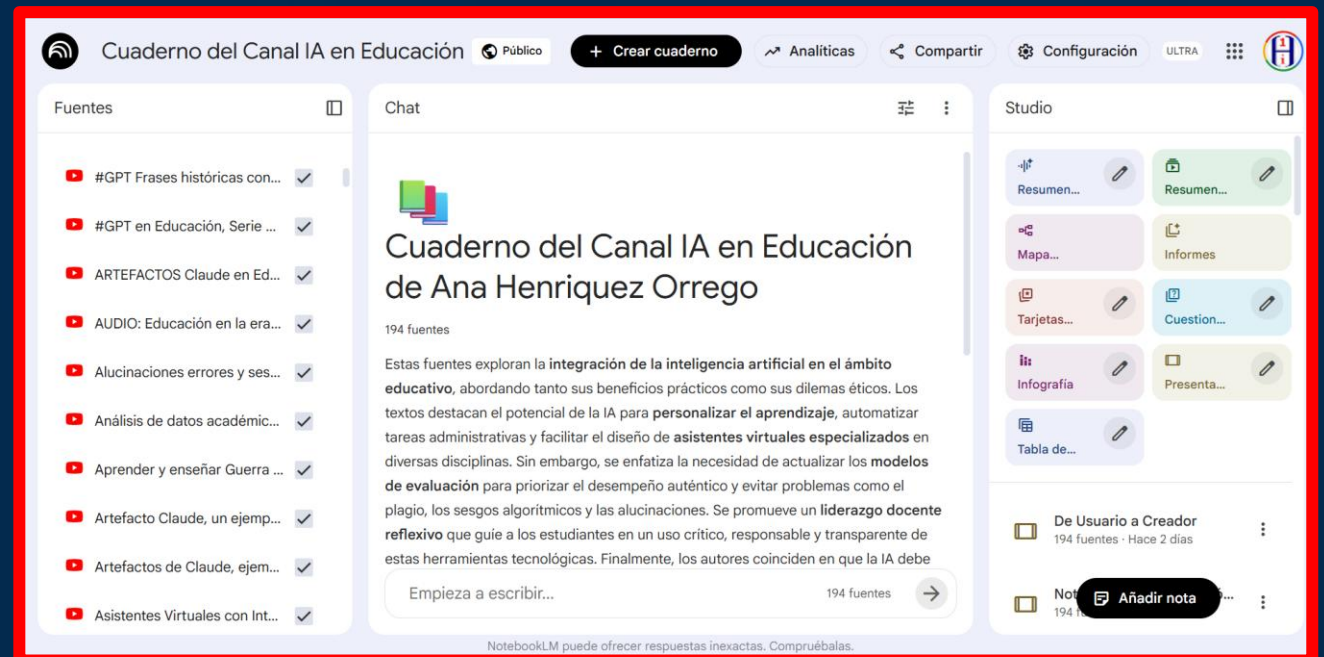 Cuaderno del Canal IA en Educación
Público
+ Crear cuaderno
Analíticas
Compartir
Configuración
ULTRA
Fuentes
#GPT Frases históricas con...
#GPT en Educación, Serie ...
ARTEFACTOS Claude en Ed...
AUDIO: Educación en la era...
Alucinaciones errores y ses...
Análisis de datos académic...
Aprender y enseñar Guerra ...
Artefacto Claude, un ejemp...
Artefactos de Claude, ejem...
Asistentes Virtuales con Int...
Chat
Cuaderno del Canal IA en Educación
de Ana Henriquez Orrego
194 fuentes
Estas fuentes exploran la integración de la inteligencia artificial en el ámbito
educativo, abordando tanto sus beneficios prácticos como sus dilemas éticos. Los
textos destacan el potencial de la IA para personalizar el aprendizaje, automatizar
tareas administrativas y facilitar el diseño de asistentes virtuales especializados en
diversas disciplinas. Sin embargo, se enfatiza la necesidad de actualizar los modelos
de evaluación para priorizar el desempeño auténtico y evitar problemas como el
plagio, los sesgos algorítmicos y las alucinaciones. Se promueve un liderazgo docente
reflexivo que guíe a los estudiantes en un uso crítico, responsable y transparente de
estas herramientas tecnológicas. Finalmente, los autores coinciden en que la IA debe
Empieza a escribir...
194 fuentes
Studio
Resumen...
Resumen...
Mapa...
Informes
Tarjetas...
Cuestion...
Infografía
Presenta...
Tabla de...
De Usuario a Creador
194 fuentes · Hace 2 días
Añadir nota
NotebookLM puede ofrecer respuestas inexactas. Compruébalas.